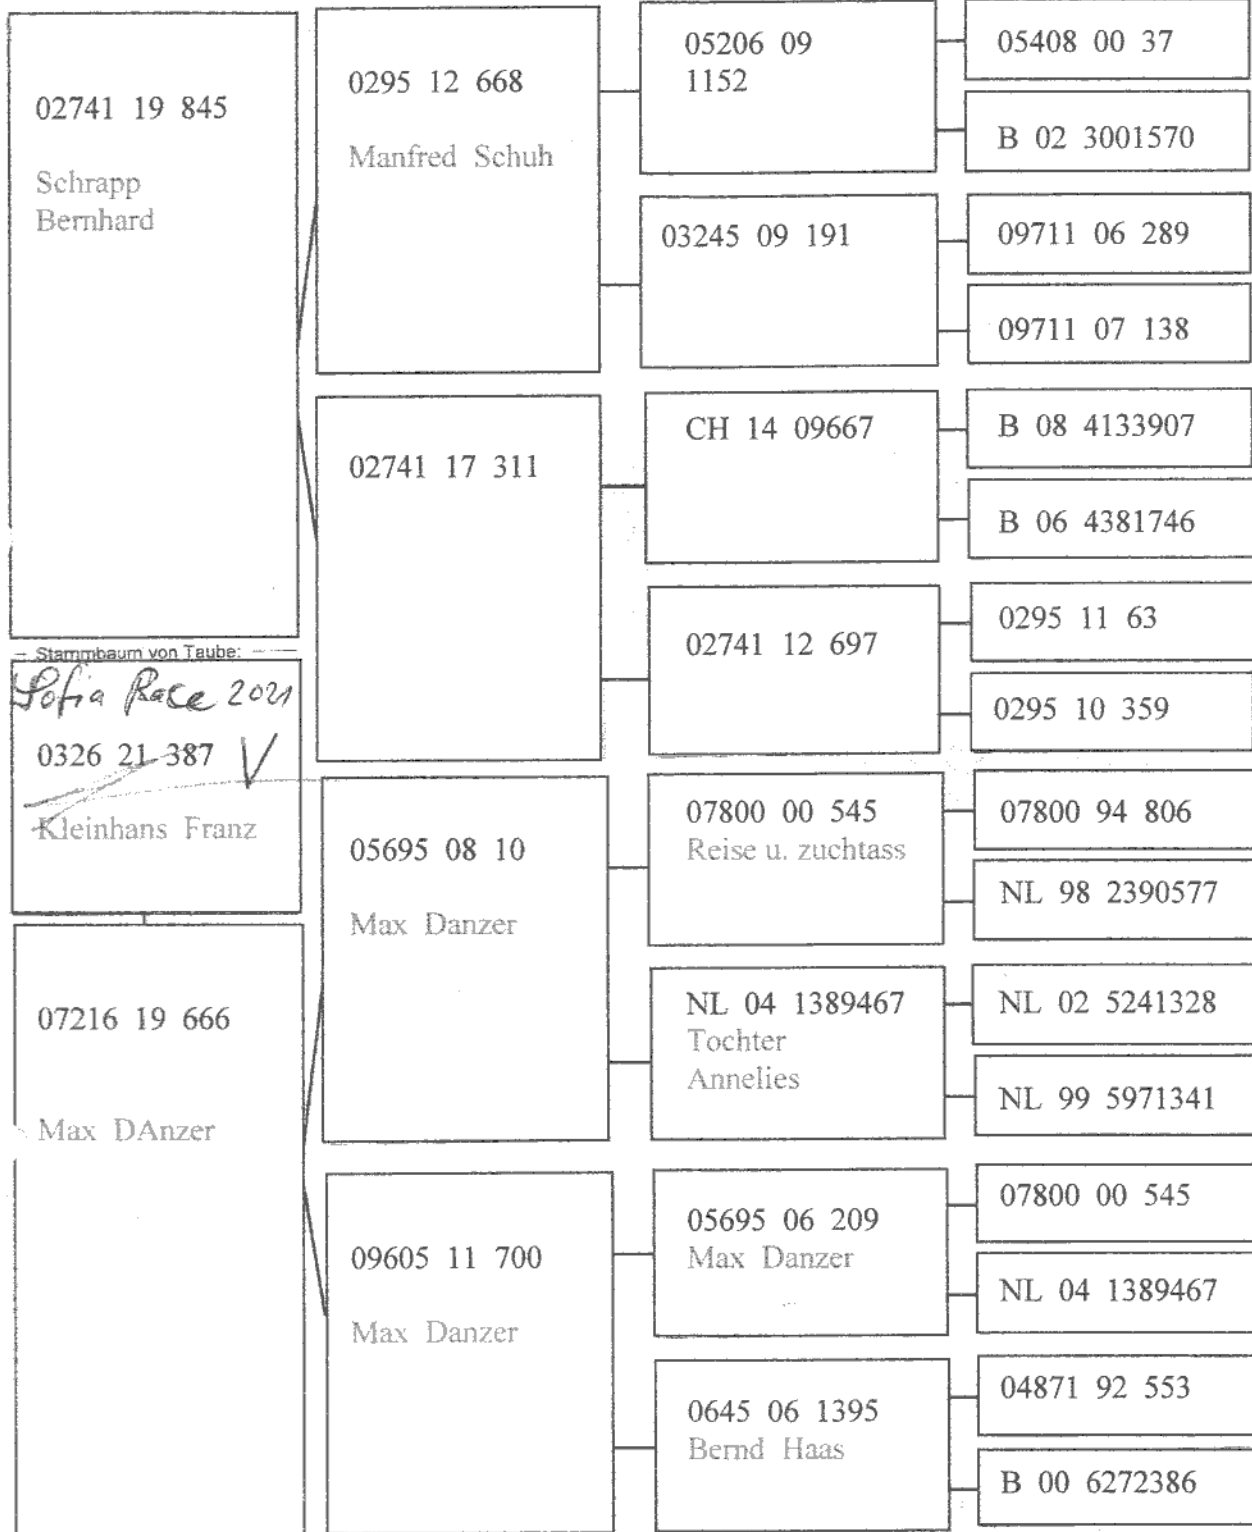 02741 19 845
Schrapp
Bernhard
Stammbaum von Taube:
Sofia Race 2021
0326 21 387 V
Kleinhans Franz
07216 19 666
Max DAnzer
0295 12 668
Manfred Schuh
02741 17 311
05695 08 10
Max Danzer
09605 11 700
Max Danzer
05206 09
1152
03245 09 191
CH 14 09667
02741 12 697
07800 00 545
Reise u. zuchtass
NL 04 1389467
Tochter
Annelies
05695 06 209
Max Danzer
0645 06 1395
Bernd Haas
05408 00 37
B 02 3001570
09711 06 289
09711 07 138
B 08 4133907
B 06 4381746
0295 11 63
0295 10 359
07800 94 806
NL 98 2390577
NL 02 5241328
NL 99 5971341
07800 00 545
NL 04 1389467
04871 92 553
B 00 6272386